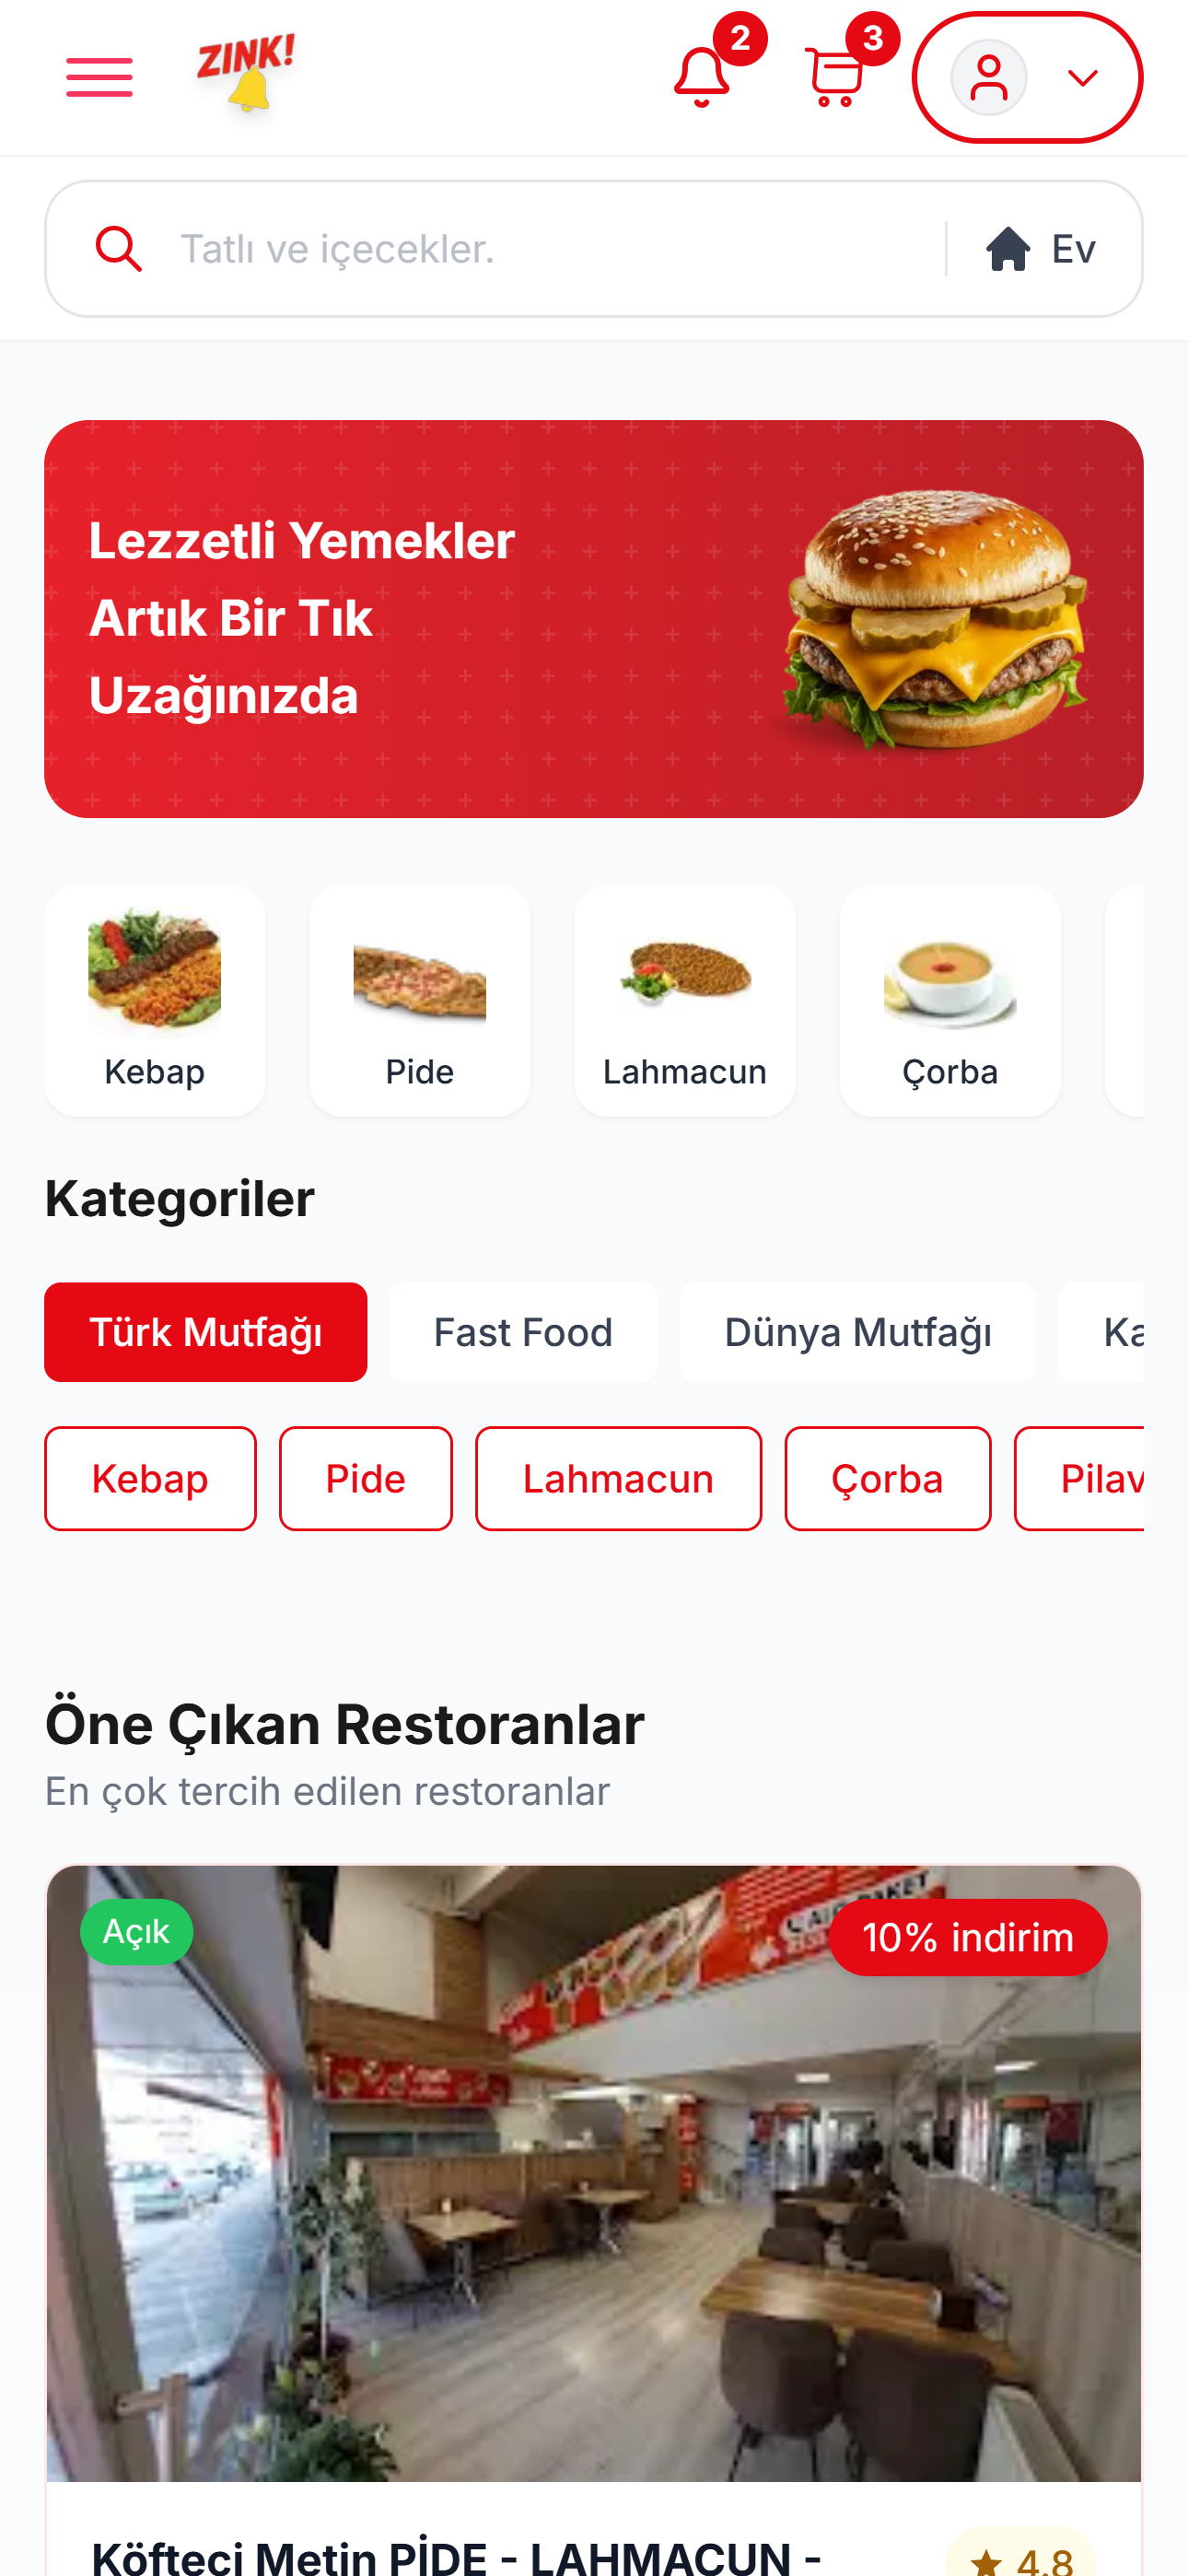 ZINK!
2
3
Tatlı ve içecekler.
Ev
Lezzetli Yemekler
Artık Bir Tık
Uzağınızda
Kebap
Pide
Lahmacun
Çorba
Kategoriler
Türk Mutfağı
Fast Food
Dünya Mutfağı
Ka
Kebap
Pide
Lahmacun
Çorba
Pilav
Öne Çıkan Restoranlar
En çok tercih edilen restoranlar
Açık
10% indirim
Köfteci Metin PİDE - LAHMACUN -
4.8